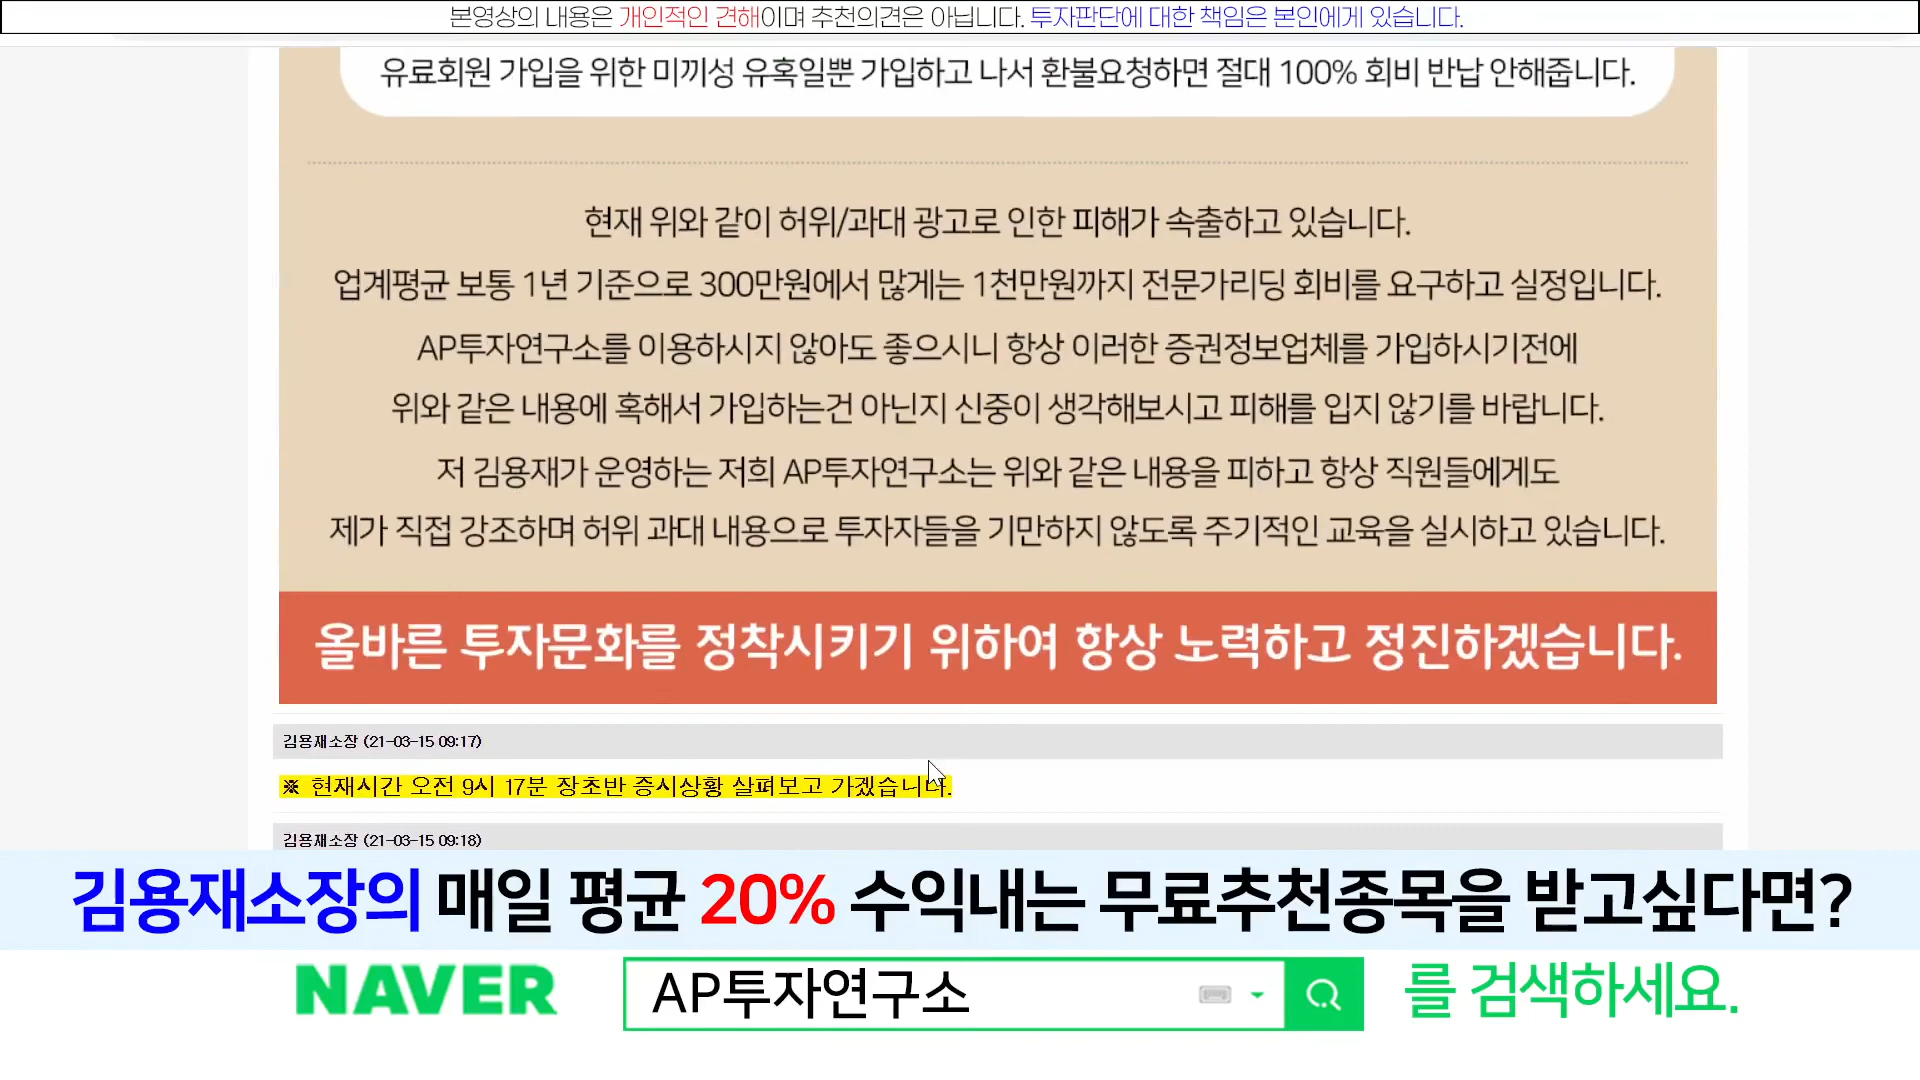 본영상의 내용은 개인적인 견해이며 추천의견은 아닙니다. 투자판단에 대한 책임은 본인에게 있습니다.
유료회원 가입을 위한 미끼성 유혹일뿐 가입하고 나서 환불요청하면 절대 100% 회비 반납 안해줍니다.
현재 위와 같이 허위/과대 광고로 인한 피해가 속출하고 있습니다.
업계평균 보통 1년 기준으로 300만원에서 많게는 1천만원까지 전문가리딩 회비를 요구하고 실정입니다.
AP투자연구소를 이용하시지 않아도 좋으시니 항상 이러한 증권정보업체를 가입하시기전에
위와 같은 내용에 혹해서 가입하는건 아닌지 신중이 생각해보시고 피해를 입지 않기를 바랍니다.
저 김용재가 운영하는 저희 AP투자연구소는 위와 같은 내용을 피하고 항상 직원들에게도
제가 직접 강조하며 허위 과대 내용으로 투자자들을 기만하지 않도록 주기적인 교육을 실시하고 있습니다.
올바른 투자문화를 정착시키기 위하여 항상 노력하고 정진하겠습니다.
김용재소장 (21-03-15 09:17)
※ 현재시간 오전 9시 17분 장초반 증시상황 살펴보고 가겠습니다.
김용재소장 (21-03-15 09:18)
김용재소장의 매일 평균 20% 수익내는 무료추천종목을 받고싶다면?
NAVER AP투자연구소 를 검색하세요.